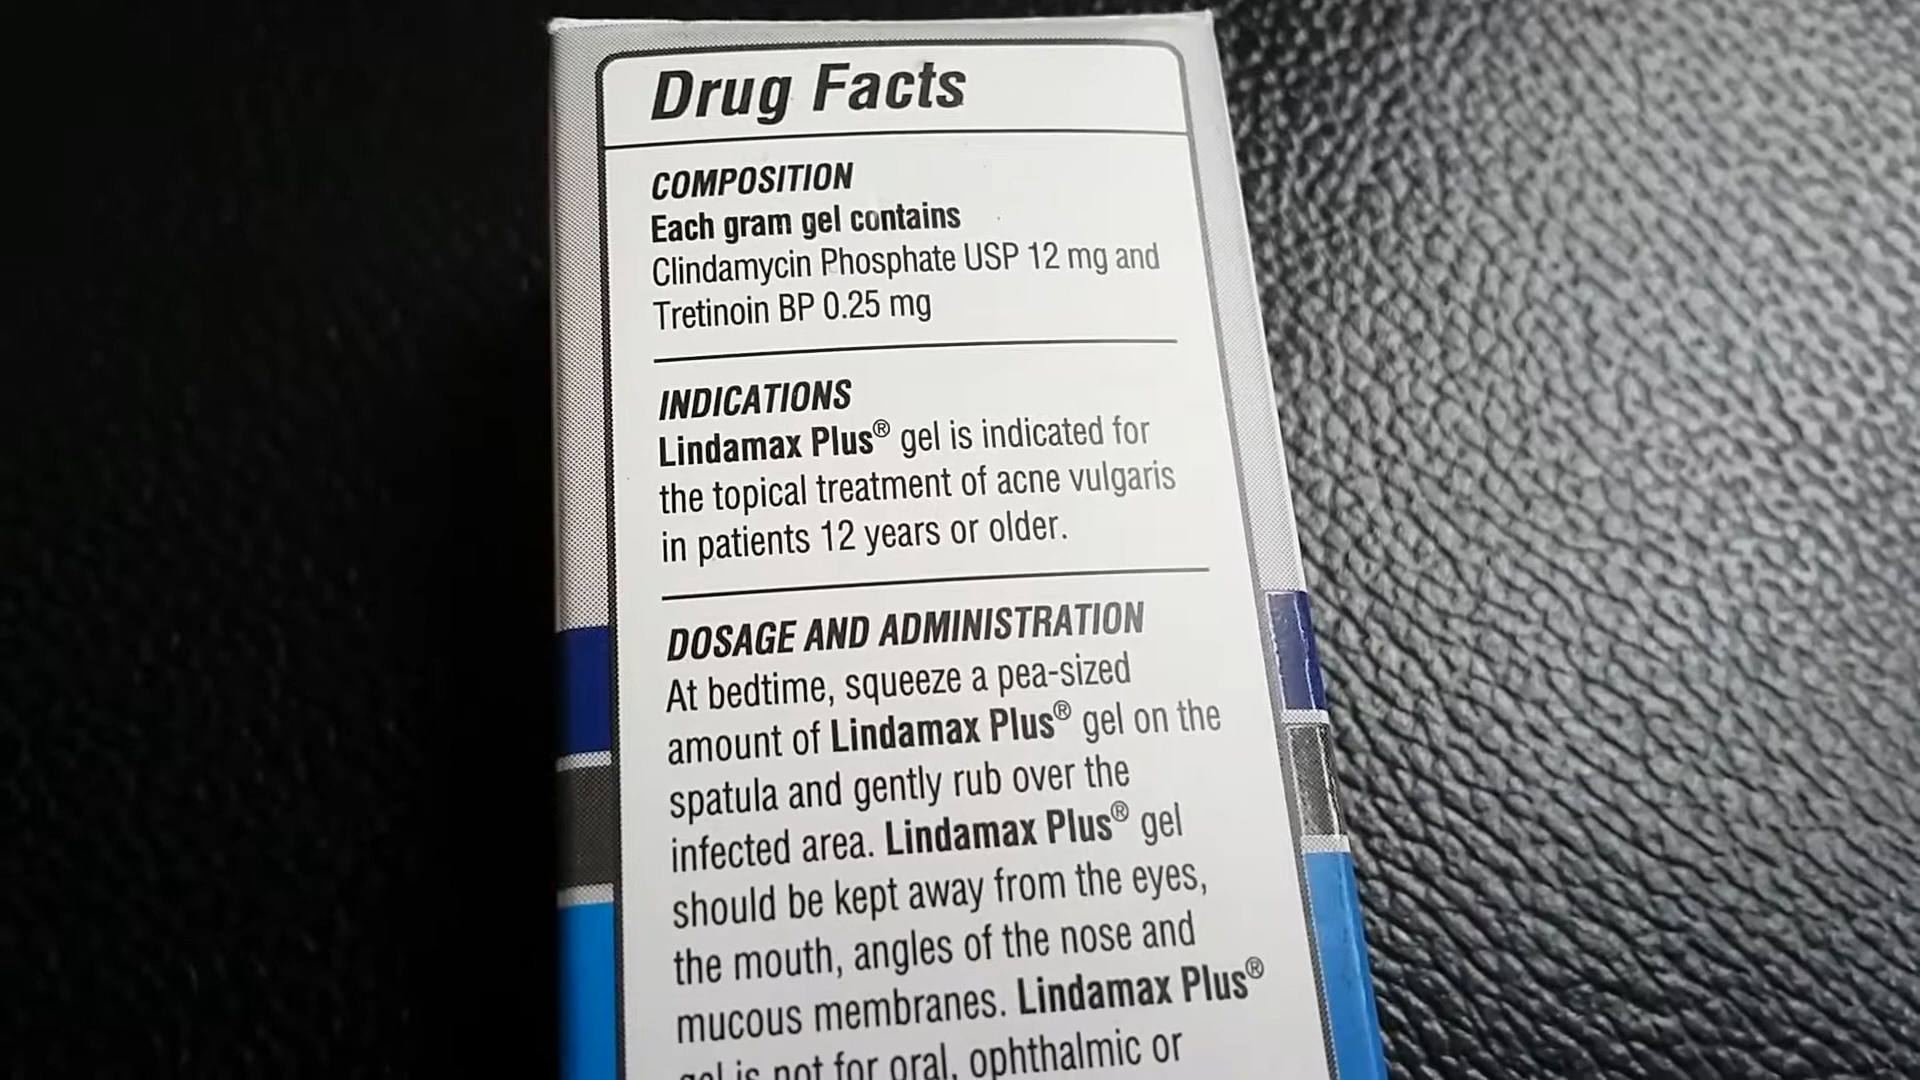 Drug Facts
COMPOSITION
Each gram gel contains
Clindamycin Phosphate USP 12 mg and
Tretinoin BP 0.25 mg
INDICATIONS
Lindamax Plus® gel is indicated for
the topical treatment of acne vulgaris
in patients 12 years or older.
DOSAGE AND ADMINISTRATION
At bedtime, squeeze a pea-sized
amount of Lindamax Plus® gel on the
spatula and gently rub over the
infected area. Lindamax Plus® gel
should be kept away from the eyes,
the mouth, angles of the nose and
mucous membranes. Lindamax Plus®
gel is not for oral, ophthalmic or